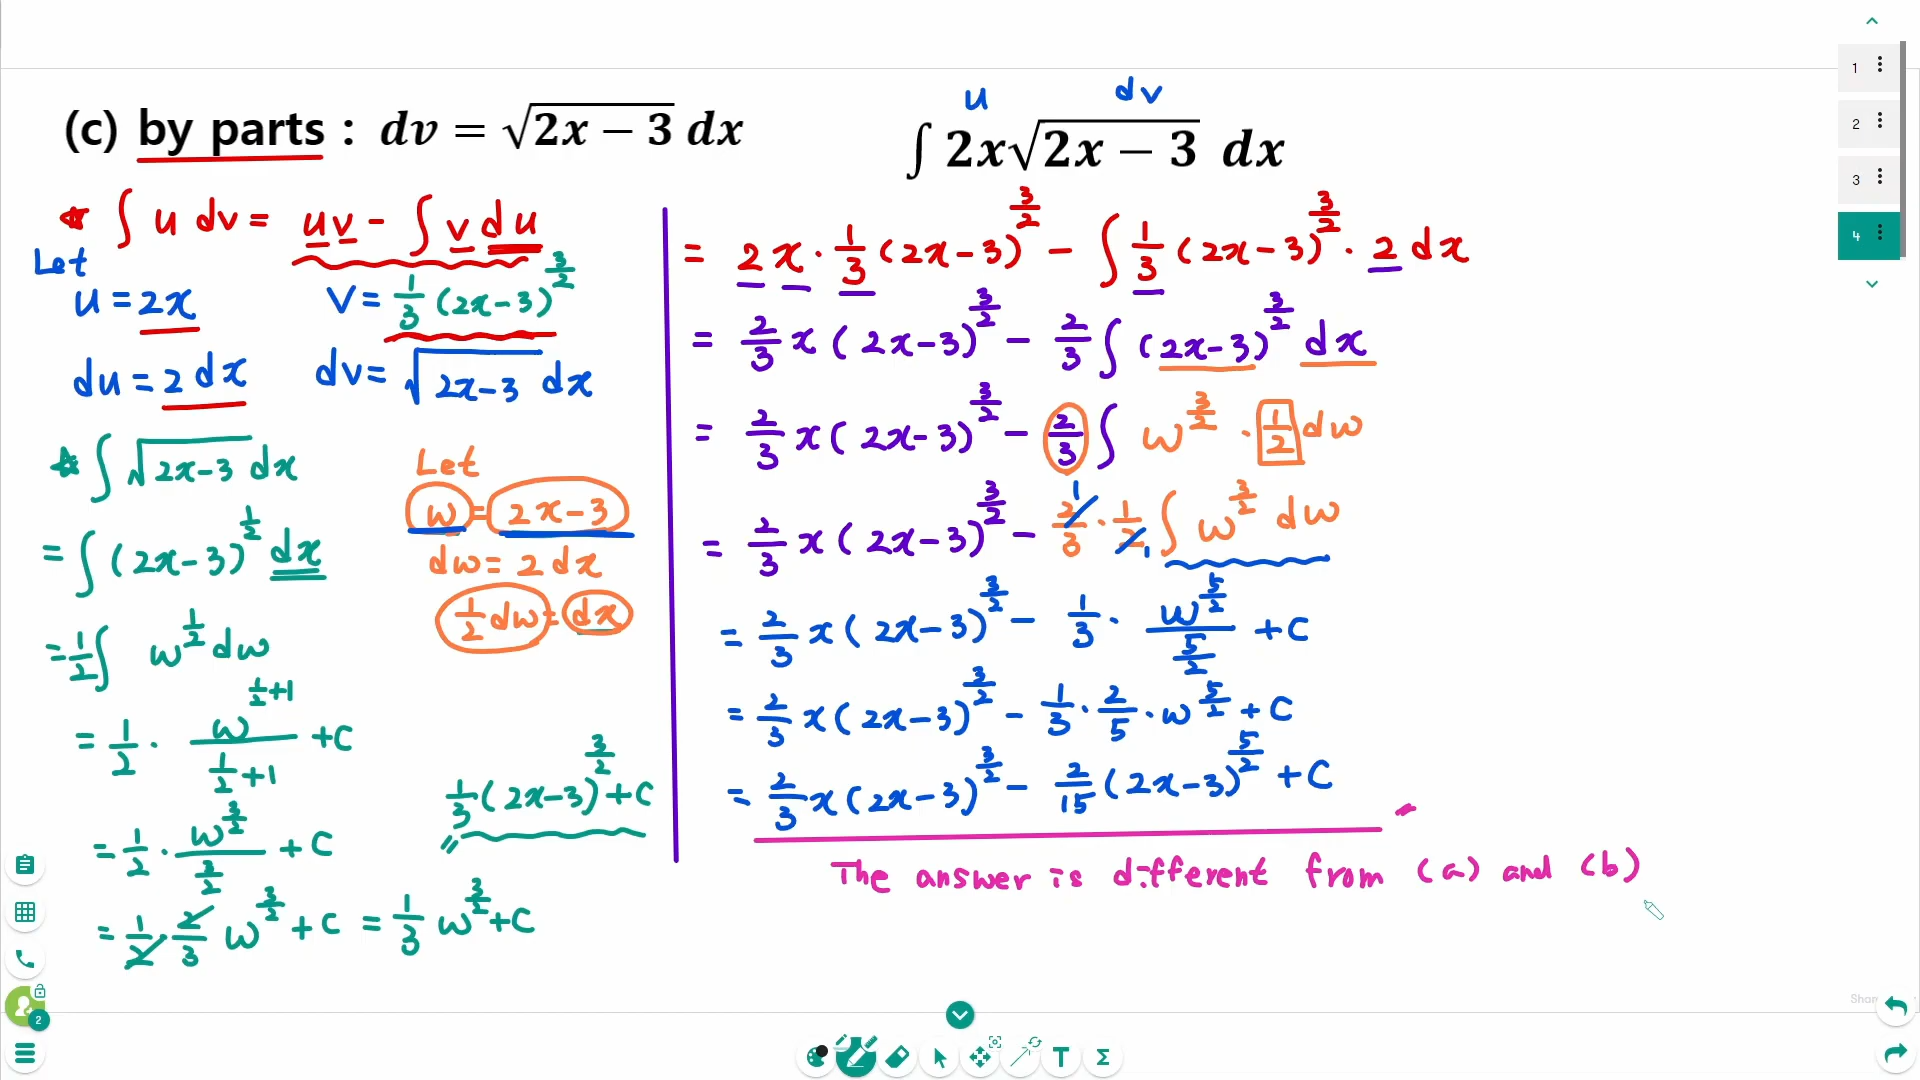 (c) by parts : dv = √(2x − 3) dx
u dv
∫ 2x√(2x − 3) dx
∫ u dv = uv − ∫ v du
Let
u = 2x
v = 1/3 (2x−3)^(3/2)
du = 2 dx
dv = √(2x−3) dx
∫ √(2x−3) dx
= ∫ (2x−3)^(1/2) dx
= 1/2 ∫ w^(1/2) dw
= 1/2 · w^(1/2+1)/(1/2+1) + C
= 1/2 · w^(3/2)/(3/2) + C
= 1/2 · 2/3 w^(3/2) + C = 1/3 w^(3/2) + C
= 1/3 (2x−3)^(3/2) + C
Let
w = 2x−3
dw = 2 dx
1/2 dw = dx
= 2x · 1/3 (2x−3)^(3/2) − ∫ 1/3 (2x−3)^(3/2) · 2 dx
= 2/3 x (2x−3)^(3/2) − 2/3 ∫ (2x−3)^(3/2) dx
= 2/3 x (2x−3)^(3/2) − 2/3 ∫ w^(3/2) · 1/2 dw
= 2/3 x (2x−3)^(3/2) − 2/3 · 1/2 ∫ w^(3/2) dw
1
1
= 2/3 x (2x−3)^(3/2) − 1/3 · w^(5/2)/(5/2) + C
= 2/3 x (2x−3)^(3/2) − 1/3 · 2/5 · w^(5/2) + C
= 2/3 x (2x−3)^(3/2) − 2/15 (2x−3)^(5/2) + C
The answer is different from (a) and (b)
1
2
3
4
2
T
Σ